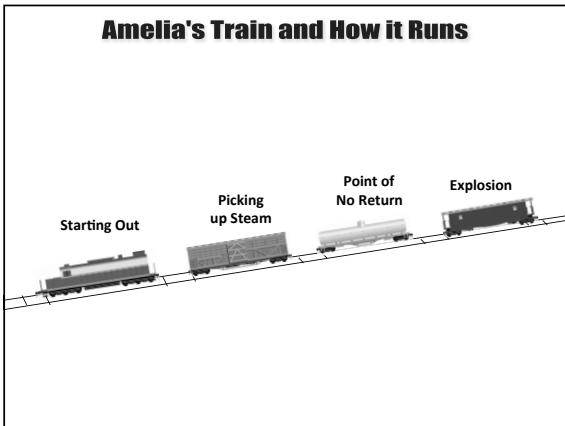 Amelia's Train and How it Runs
Starting Out
Picking
up Steam
Point of
No Return
Explosion